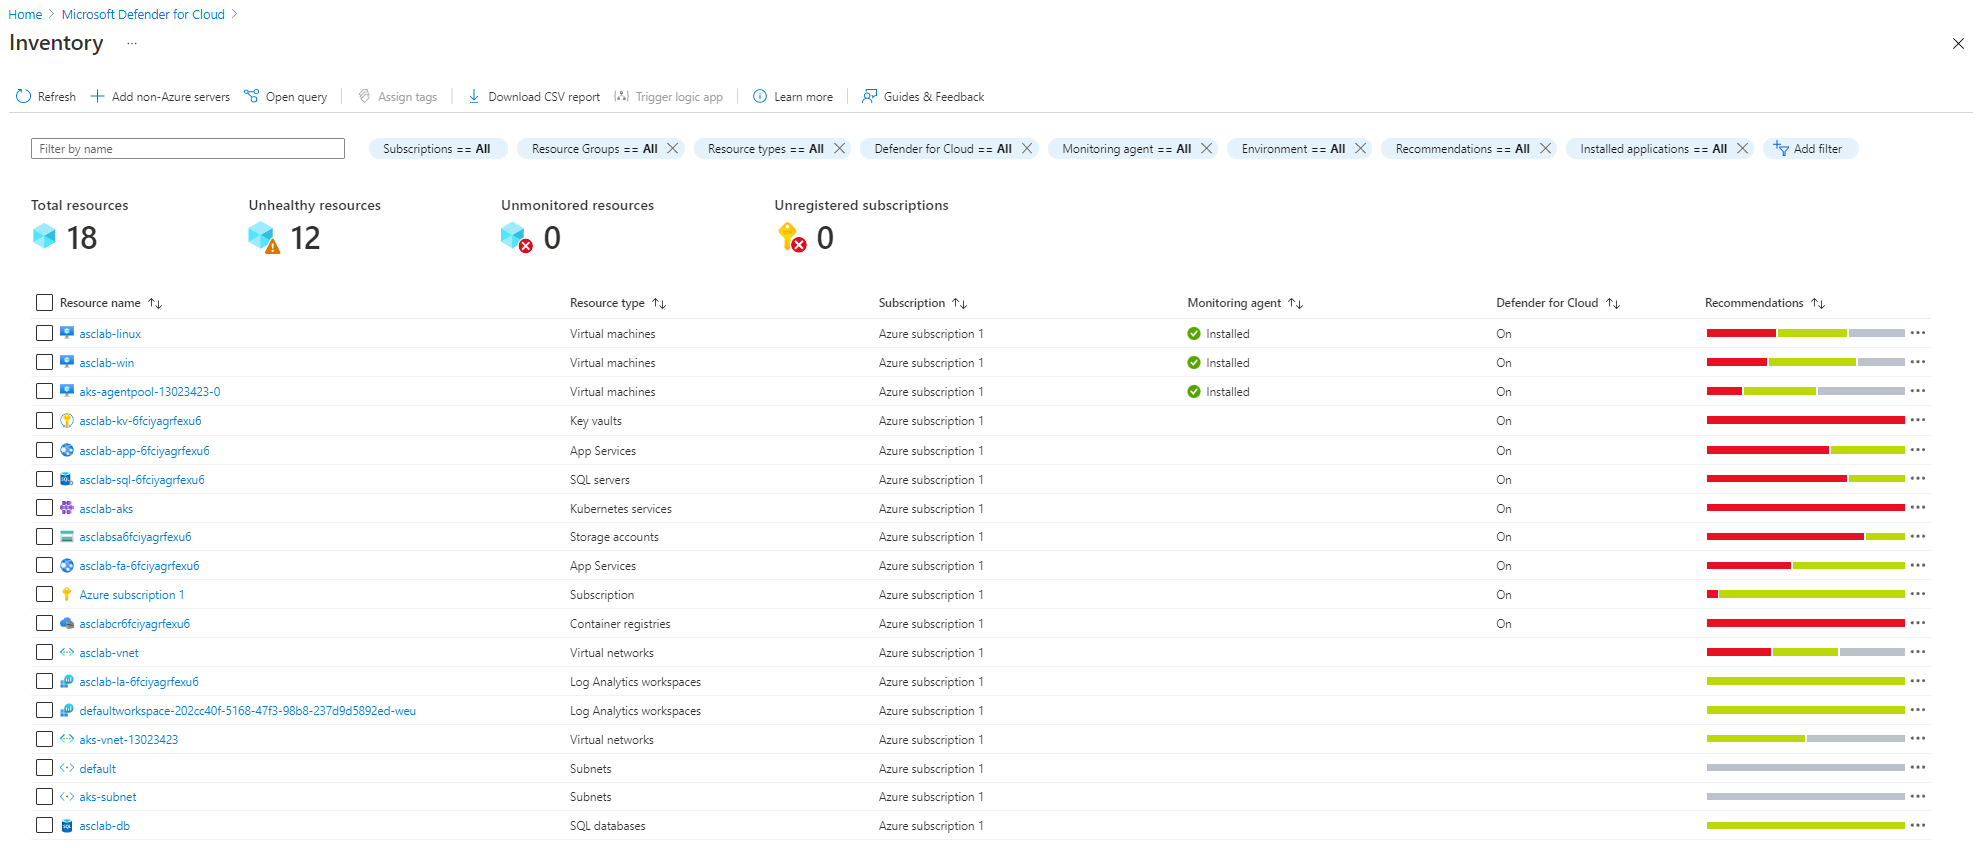 Home > Microsoft Defender for Cloud >
Inventory ...
Refresh Add non-Azure servers Open query Assign tags Download CSV report Trigger logic app Learn more Guides & Feedback
Filter by name Subscriptions == All Resource Groups == All Resource types == All Defender for Cloud == All Monitoring agent == All Environment == All Recommendations == All Installed applications == All Add filter
Total resources Unhealthy resources Unmonitored resources Unregistered subscriptions
18 12 0 0
Resource name Resource type Subscription Monitoring agent Defender for Cloud Recommendations
asclab-linux Virtual machines Azure subscription 1 Installed On
asclab-win Virtual machines Azure subscription 1 Installed On
aks-agentpool-13023423-0 Virtual machines Azure subscription 1 Installed On
asclab-kv-6fciyagrfexu6 Key vaults Azure subscription 1 On
asclab-app-6fciyagrfexu6 App Services Azure subscription 1 On
asclab-sql-6fciyagrfexu6 SQL servers Azure subscription 1 On
asclab-aks Kubernetes services Azure subscription 1 On
asclabsa6fciyagrfexu6 Storage accounts Azure subscription 1 On
asclab-fa-6fciyagrfexu6 App Services Azure subscription 1 On
Azure subscription 1 Subscription Azure subscription 1 On
asclabcr6fciyagrfexu6 Container registries Azure subscription 1 On
asclab-vnet Virtual networks Azure subscription 1
asclab-la-6fciyagrfexu6 Log Analytics workspaces Azure subscription 1
defaultworkspace-202cc40f-5168-47f3-98b8-237d9d5892ed-weu Log Analytics workspaces Azure subscription 1
aks-vnet-13023423 Virtual networks Azure subscription 1
default Subnets Azure subscription 1
aks-subnet Subnets Azure subscription 1
asclab-db SQL databases Azure subscription 1